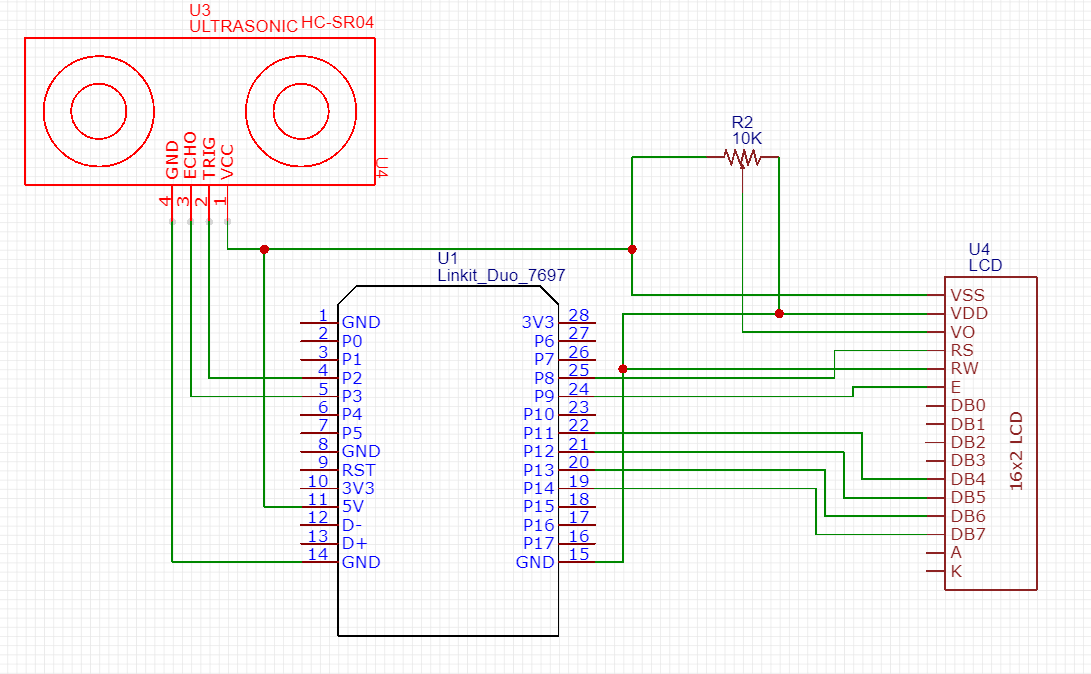 U3
ULTRASONIC HC-SR04
GND
ECHO
TRIG
VCC
4
3
2
1
U4
R2
10K
U1
Linkit_Duo_7697
1 GND
2 P0
3 P1
4 P2
5 P3
6 P4
7 P5
8 GND
9 RST
10 3V3
11 5V
12 D-
13 D+
14 GND
3V3 28
P6 27
P7 26
P8 25
P9 24
P10 23
P11 22
P12 21
P13 20
P14 19
P15 18
P16 17
P17 16
GND 15
U4
LCD
VSS
VDD
VO
RS
RW
E
DB0
DB1
DB2
DB3
DB4
DB5
DB6
DB7
A
K
16x2 LCD